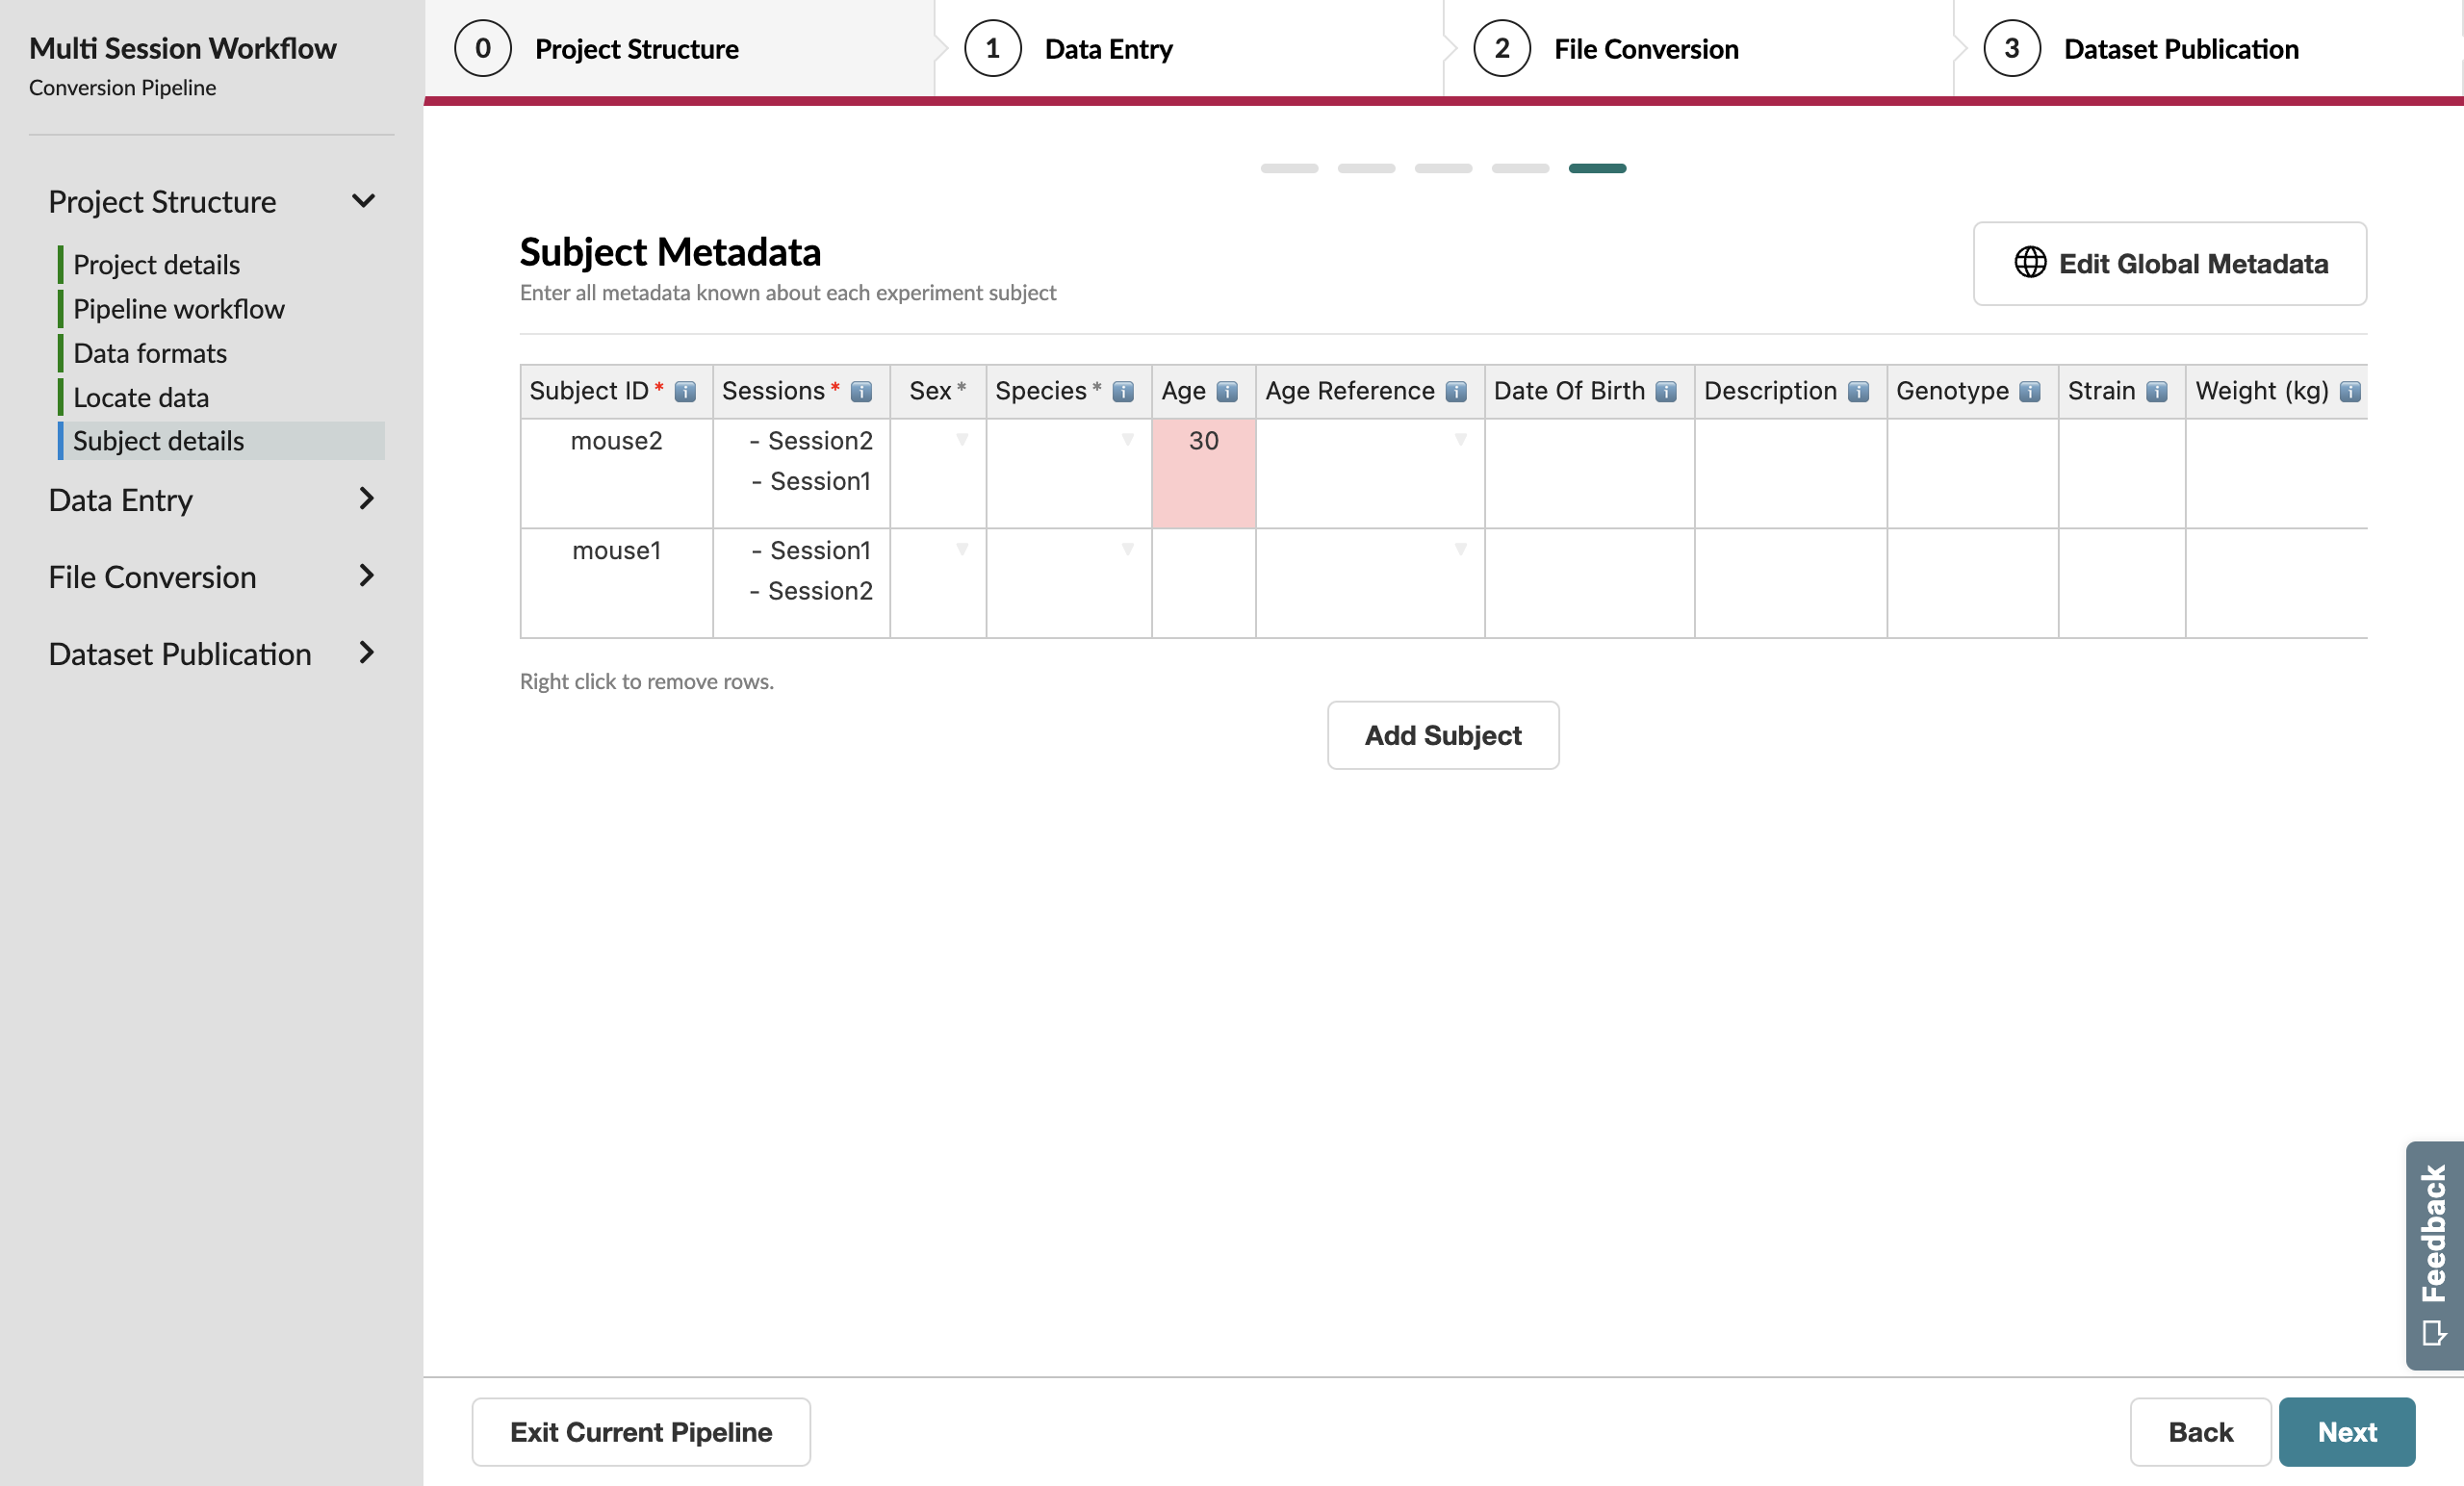 Multi Session Workflow
Conversion Pipeline
Project Structure
Project details
Pipeline workflow
Data formats
Locate data
Subject details
Data Entry
File Conversion
Dataset Publication
0 Project Structure
1 Data Entry
2 File Conversion
3 Dataset Publication
Subject Metadata
Enter all metadata known about each experiment subject
Edit Global Metadata
Subject ID* i Sessions* i Sex* Species* i Age i Age Reference i Date Of Birth i Description i Genotype i Strain i Weight (kg) i
mouse2 - Session2 30
- Session1
mouse1 - Session1
- Session2
Right click to remove rows.
Add Subject
Feedback
Exit Current Pipeline
Back
Next